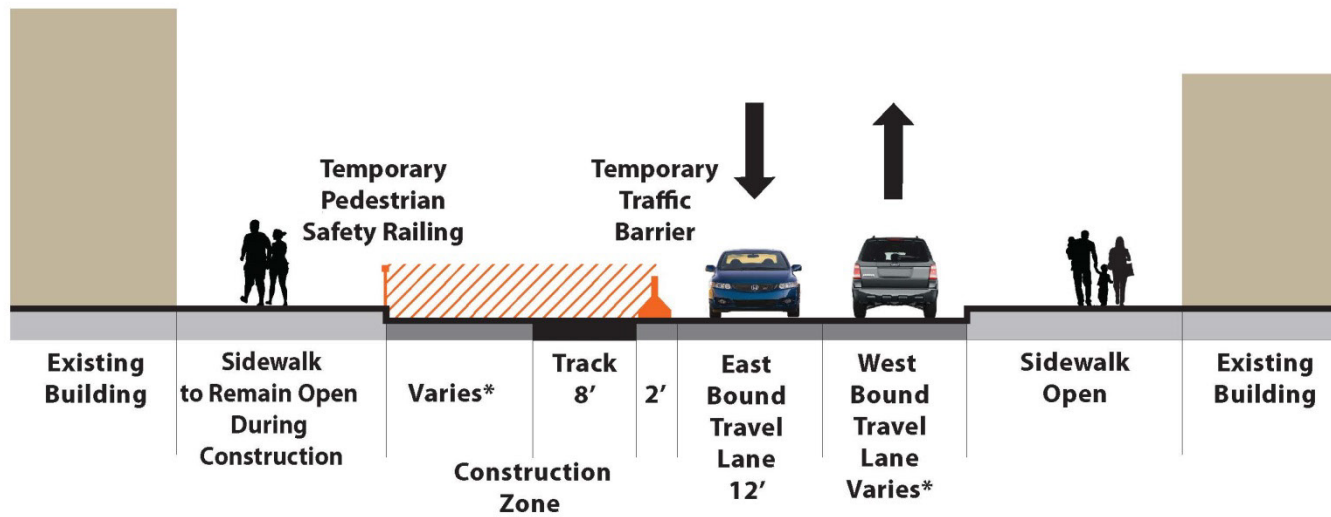 Temporary
Pedestrian
Safety Railing
Temporary
Traffic
Barrier
Existing
Building
Sidewalk
to Remain Open
During
Construction
Varies*
Track
8’
2’
Construction
Zone
East
Bound
Travel
Lane
12’
West
Bound
Travel
Lane
Varies*
Sidewalk
Open
Existing
Building